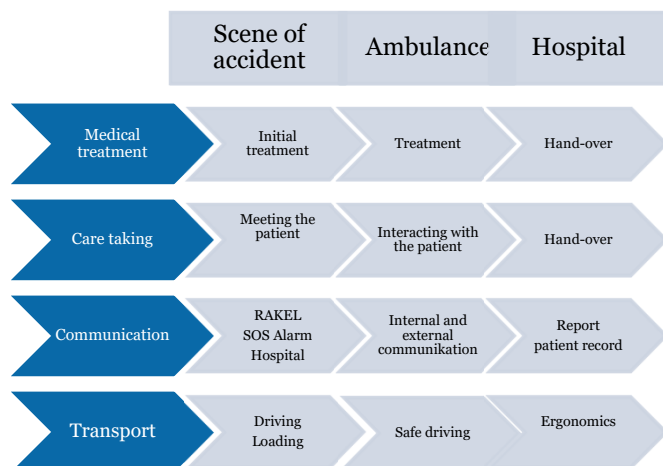 Scene of
accident
Ambulance
Hospital
Medical
treatment
Initial
treatment
Treatment
Hand-over
Care taking
Meeting the
patient
Interacting with
the patient
Hand-over
Communication
RAKEL
SOS Alarm
Hospital
Internal and
external
communikation
Report
patient record
Transport
Driving
Loading
Safe driving
Ergonomics